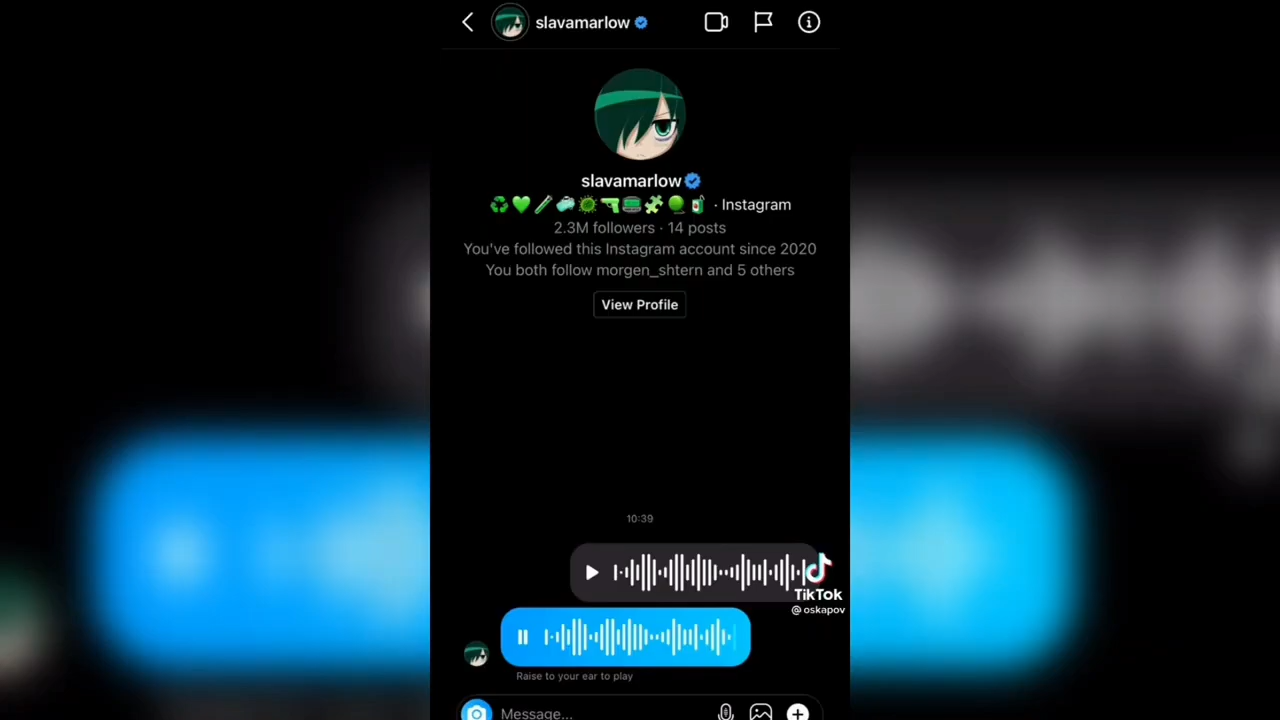 slavamarlow
slavamarlow
♻️💚🧪🚙🦠🔫📟🧩🟢🧃 · Instagram
2.3M followers · 14 posts
You've followed this Instagram account since 2020
You both follow morgen_shtern and 5 others
View Profile
10:39
TikTok
@oskapov
Raise to your ear to play
Message...